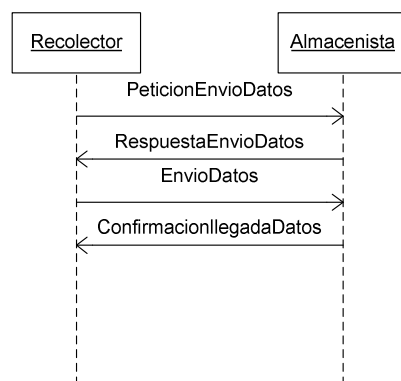 Recolector
Almacenista
PeticionEnvioDatos
RespuestaEnvioDatos
EnvioDatos
ConfirmacionllegadaDatos